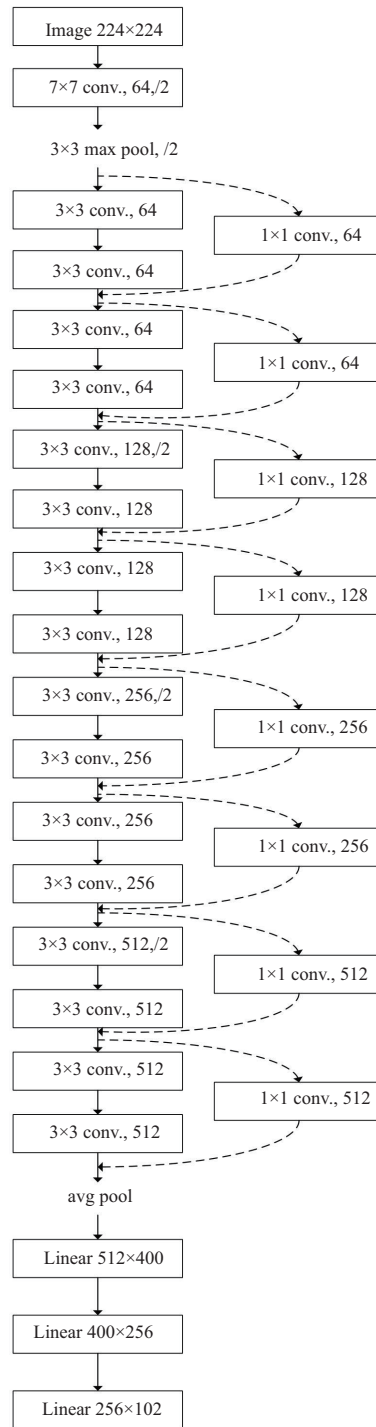 Image 224×224
7×7 conv., 64,/2
3×3 max pool, /2
3×3 conv., 64
1×1 conv., 64
3×3 conv., 64
3×3 conv., 64
1×1 conv., 64
3×3 conv., 64
3×3 conv., 128,/2
1×1 conv., 128
3×3 conv., 128
3×3 conv., 128
1×1 conv., 128
3×3 conv., 128
3×3 conv., 256,/2
1×1 conv., 256
3×3 conv., 256
3×3 conv., 256
1×1 conv., 256
3×3 conv., 256
3×3 conv., 512,/2
1×1 conv., 512
3×3 conv., 512
3×3 conv., 512
1×1 conv., 512
3×3 conv., 512
avg pool
Linear 512×400
Linear 400×256
Linear 256×102